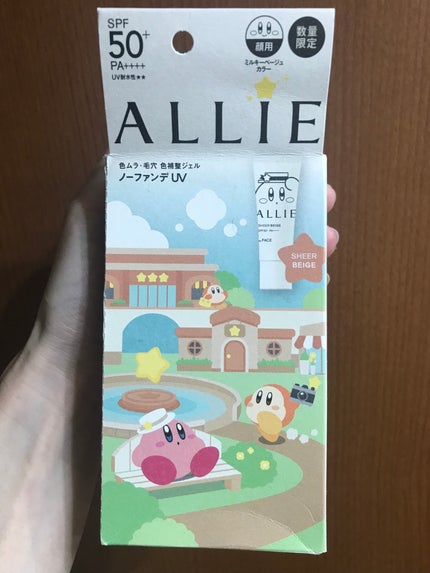 SPF
50+
PA++++
UV耐水性★★
顔用
ミルキーベージュ
カラー
数量
限定
ALLIE
色ムラ・毛穴 色補整ジェル
ノーファンデ UV
ALLIE
SHEER BEIGE
FACE
SHEER
BEIGE